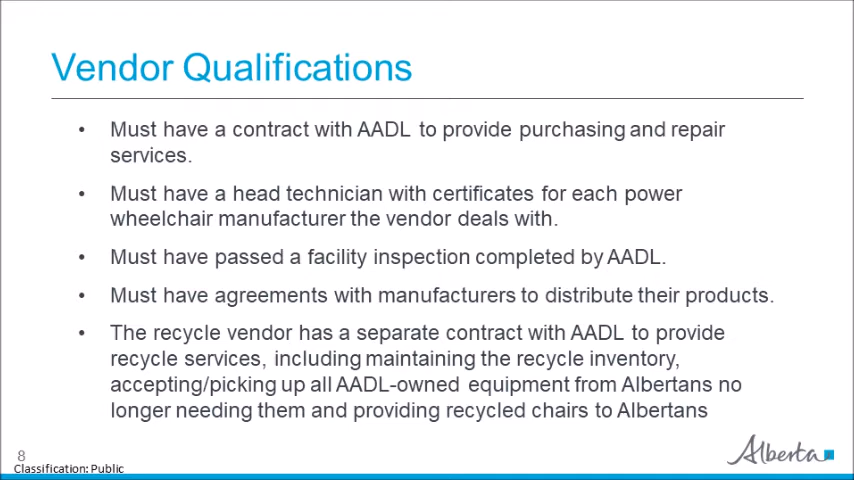 Vendor Qualifications
• Must have a contract with AADL to provide purchasing and repair
services.
• Must have a head technician with certificates for each power
wheelchair manufacturer the vendor deals with.
• Must have passed a facility inspection completed by AADL.
• Must have agreements with manufacturers to distribute their products.
• The recycle vendor has a separate contract with AADL to provide
recycle services, including maintaining the recycle inventory,
accepting/picking up all AADL-owned equipment from Albertans no
longer needing them and providing recycled chairs to Albertans
8
Classification: Public
Alberta